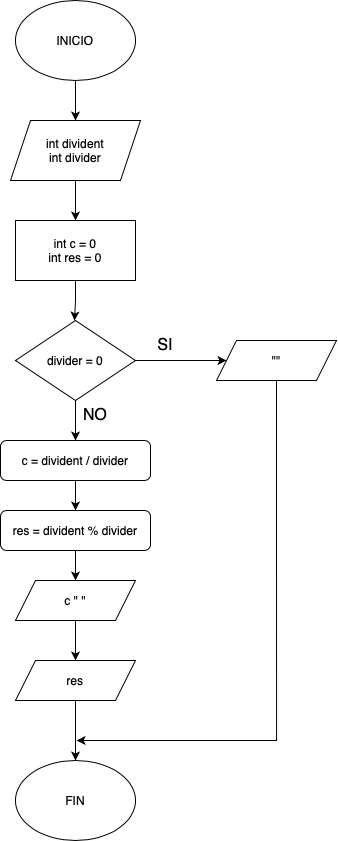 INICIO
int divident
int divider
int c = 0
int res = 0
divider = 0
SI
""
NO
c = divident / divider
res = divident % divider
c " "
res
FIN